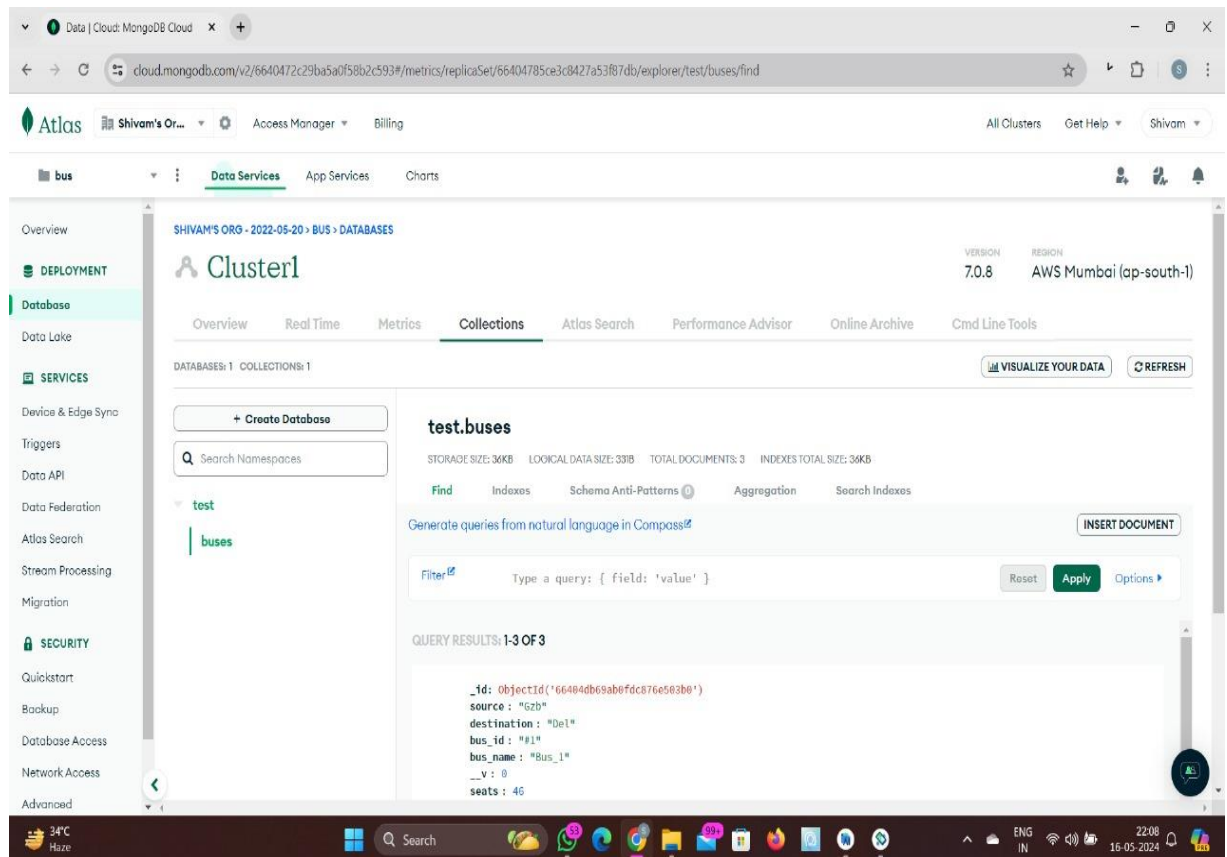 Data | Cloud: MongoDB Cloud
cloud.mongodb.com/v2/6640472c29ba5a0f58b2c593#/metrics/replicaSet/66404785ce3c8427a53f87db/explorer/test/buses/find
S
Atlas Shivam's Or... Access Manager Billing All Clusters Get Help Shivam
bus Data Services App Services Charts
Overview
DEPLOYMENT
Database
Data Lake
SERVICES
Device & Edge Sync
Triggers
Data API
Data Federation
Atlas Search
Stream Processing
Migration
SECURITY
Quickstart
Backup
Database Access
Network Access
Advanced
SHIVAM'S ORG - 2022-05-20 > BUS > DATABASES
Cluster1
VERSION
7.0.8
REGION
AWS Mumbai (ap-south-1)
Overview Real Time Metrics Collections Atlas Search Performance Advisor Online Archive Cmd Line Tools
DATABASES: 1 COLLECTIONS: 1
VISUALIZE YOUR DATA REFRESH
+ Create Database
Search Namespaces
test
buses
test.buses
STORAGE SIZE: 36KB LOGICAL DATA SIZE: 331B TOTAL DOCUMENTS: 3 INDEXES TOTAL SIZE: 36KB
Find Indexes Schema Anti-Patterns 0 Aggregation Search Indexes
Generate queries from natural language in Compass
INSERT DOCUMENT
Filter Type a query: { field: 'value' } Reset Apply Options
QUERY RESULTS: 1-3 OF 3
_id: ObjectId('66404db69ab0fdc876e503b0')
source : "Gzb"
destination : "Del"
bus_id : "#1"
bus_name : "Bus_1"
__v : 0
seats : 46
34°C
Haze
Search
53
99+
ENG
IN
22:08
16-05-2024
PRE